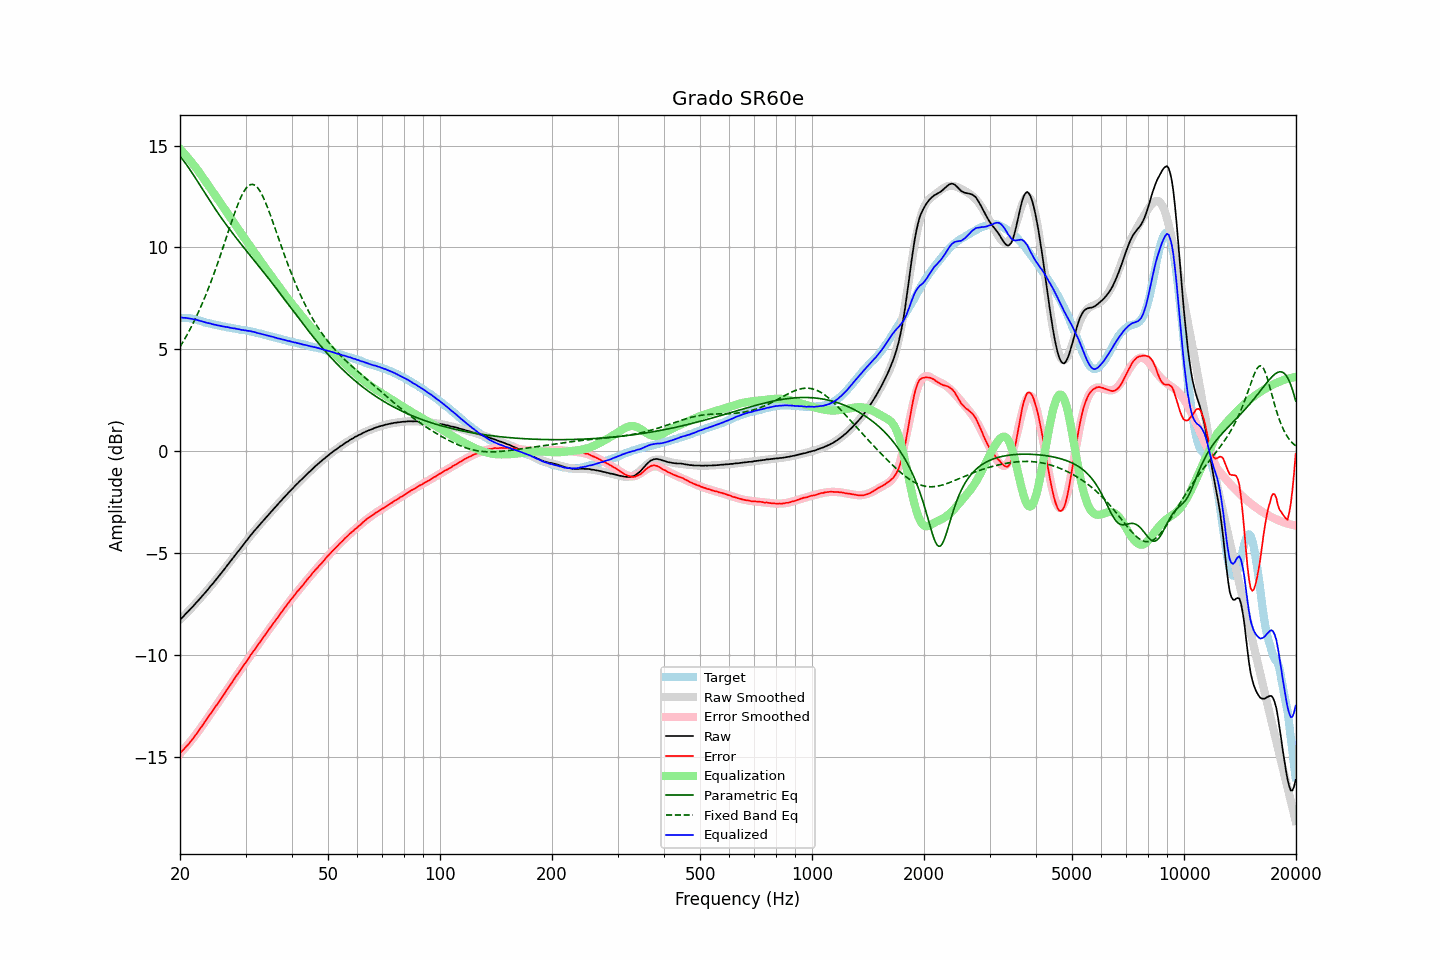 Grado SR60e
Amplitude (dBr)
15
10
5
0
−5
−10
−15
Target
Raw Smoothed
Error Smoothed
Raw
Error
Equalization
Parametric Eq
Fixed Band Eq
Equalized
20
50
100
200
500
1000
2000
5000
10000
20000
Frequency (Hz)